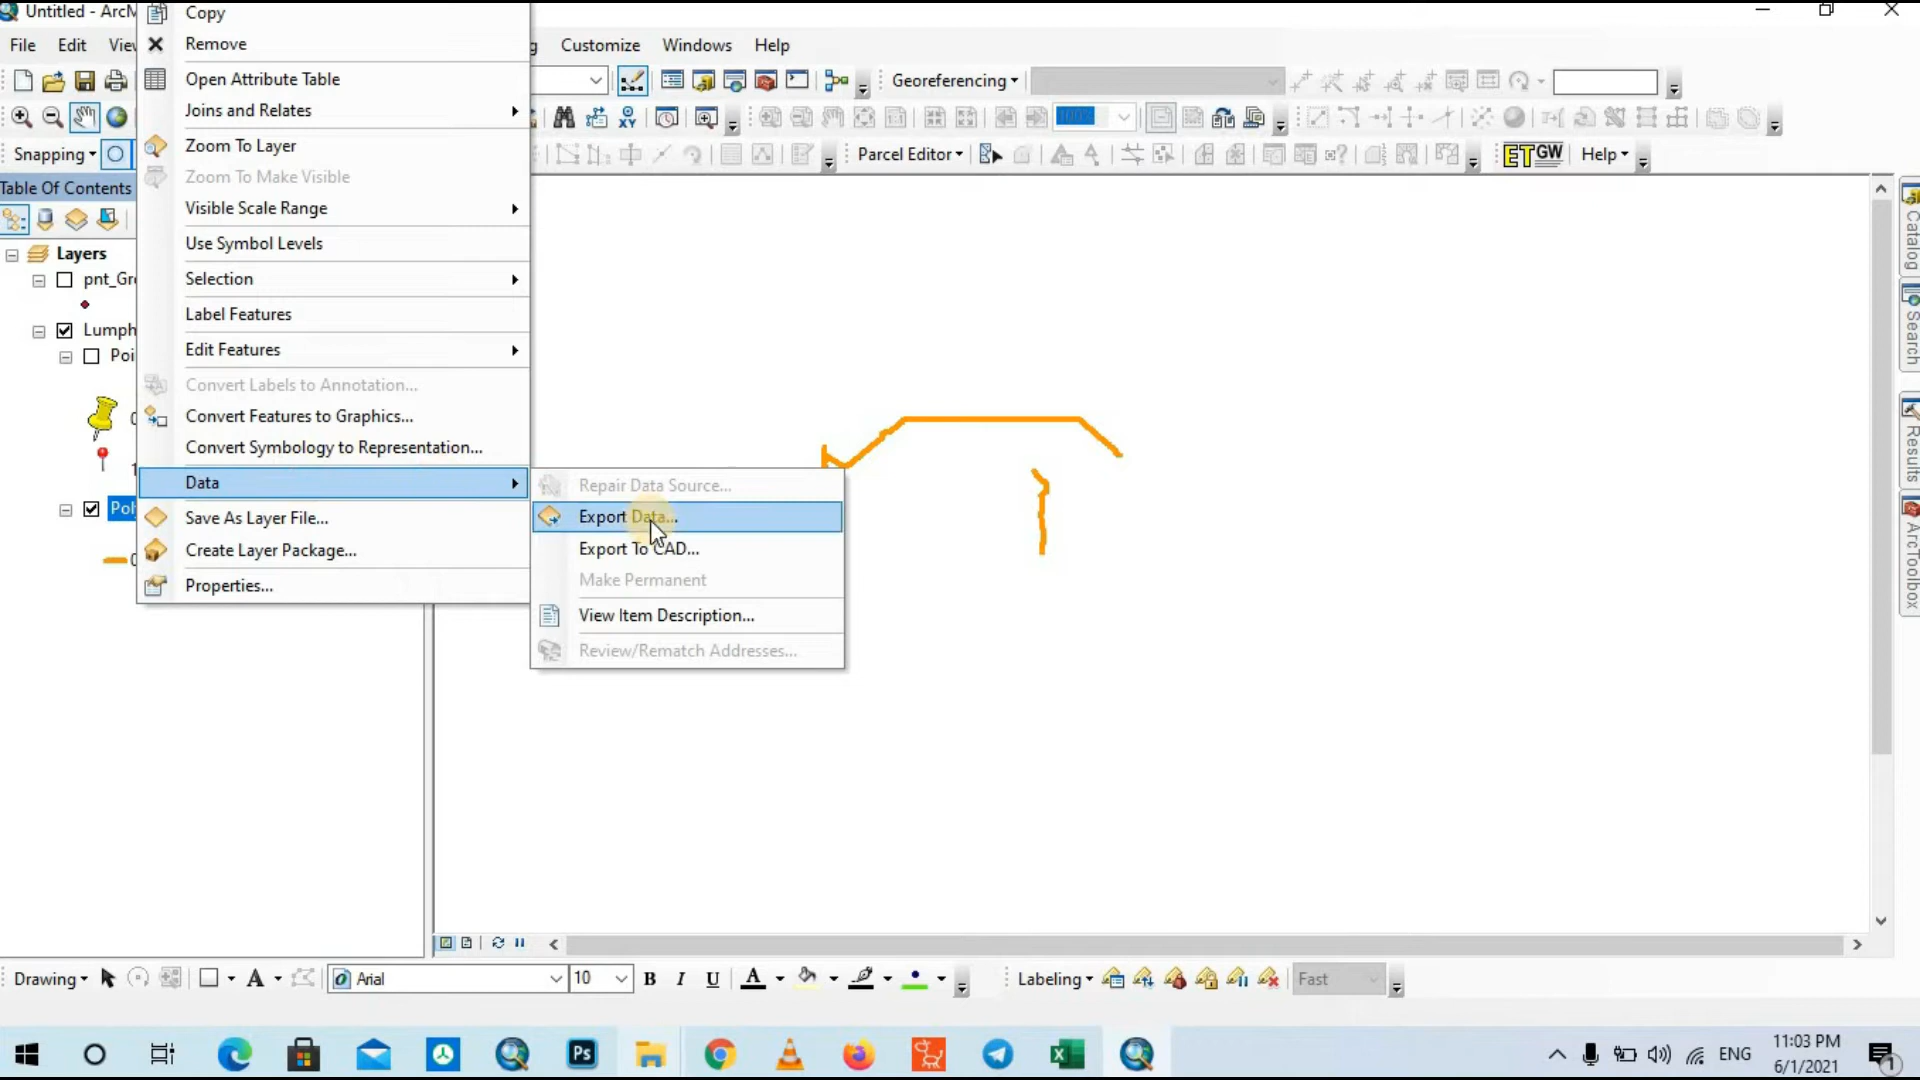 Untitled - ArcM
Copy
Remove
File Edit Vie
g Customize Windows Help
Open Attribute Table
Georeferencing
Joins and Relates
Zoom To Layer
Snapping
Parcel Editor
ETGW
Help
Zoom To Make Visible
Table Of Contents
Visible Scale Range
Use Symbol Levels
Layers
pnt_Gr
Selection
Label Features
Lumph
Edit Features
Poi
Convert Labels to Annotation...
Convert Features to Graphics...
Convert Symbology to Representation...
Data
Repair Data Source...
Pol
Save As Layer File...
Export Data...
Create Layer Package...
Export To CAD...
Properties...
Make Permanent
View Item Description...
Review/Rematch Addresses...
Catalog
Search
Results
ArcToolbox
Drawing
A
Arial
10
B I U A
Labeling
Fast
Ps
ENG
11:03 PM
6/1/2021
1